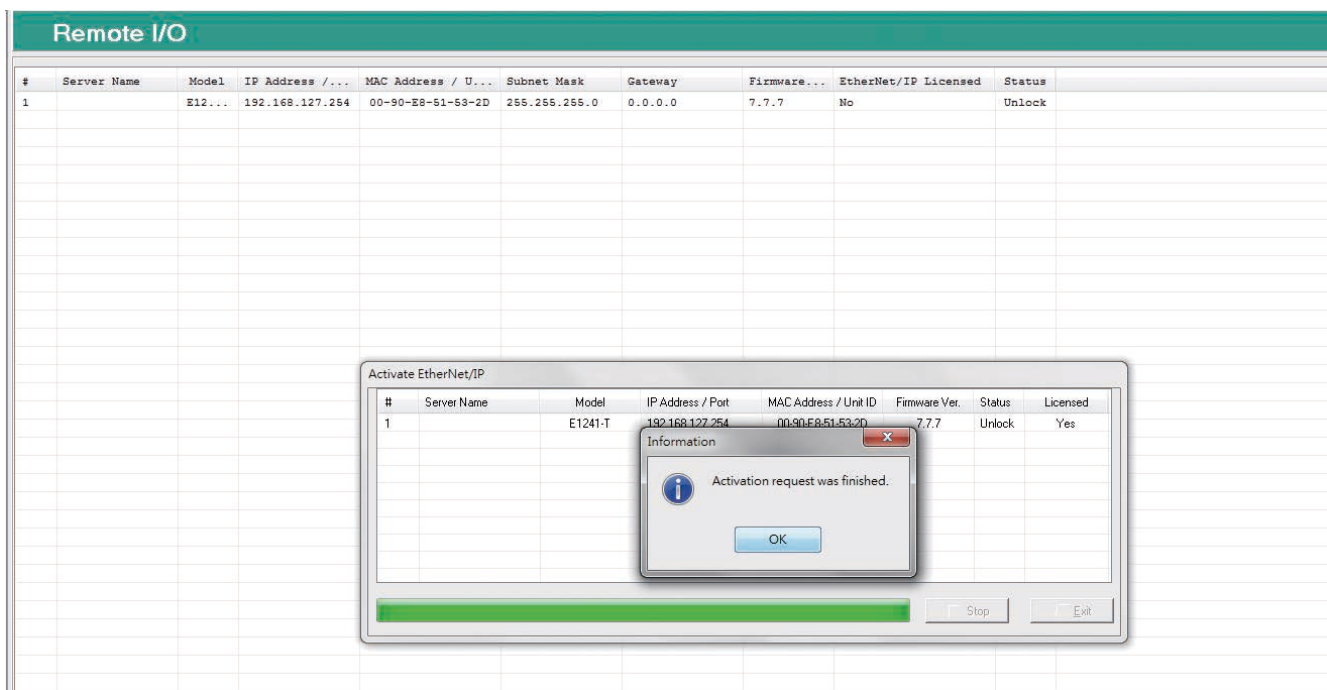 Remote I/O
# Server Name Model IP Address /... MAC Address / U... Subnet Mask Gateway Firmware... EtherNet/IP Licensed Status
1 E12... 192.168.127.254 00-90-E8-51-53-2D 255.255.255.0 0.0.0.0 7.7.7 No Unlock
Activate EtherNet/IP
# Server Name Model IP Address / Port MAC Address / Unit ID Firmware Ver. Status Licensed
1 E1241-T 192.168.127.254 00-90-E8-51-53-2D 7.7.7 Unlock Yes
Information
Activation request was finished.
OK
Stop Exit